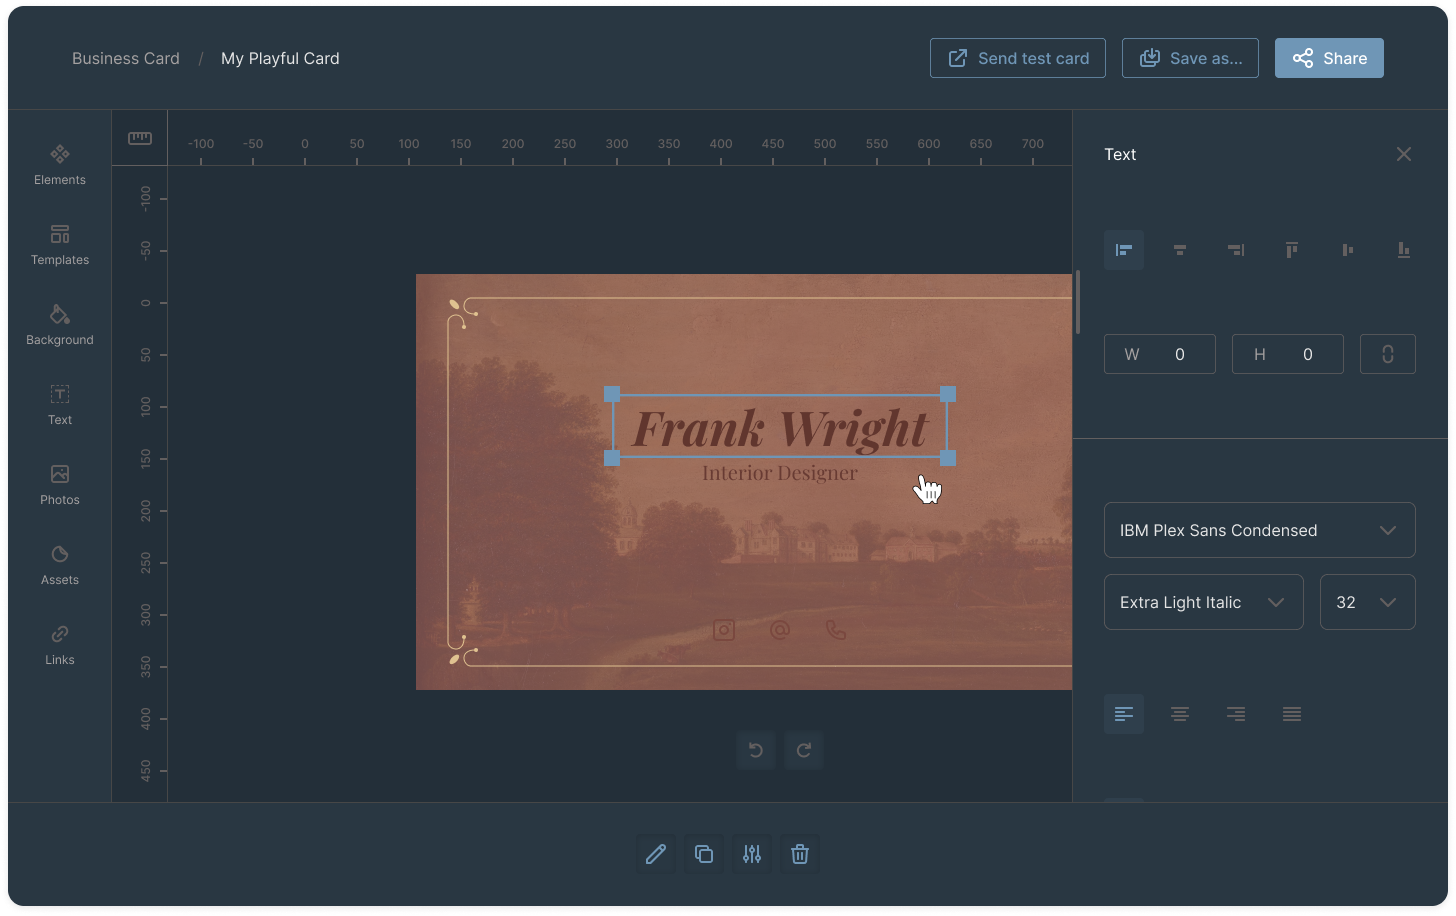 Business Card / My Playful Card
Send test card
Save as...
Share
Elements
Templates
Background
Text
Photos
Assets
Links
-100 -50 0 50 100 150 200 250 300 350 400 450 500 550 600 650 700
-100
-50
0
50
100
150
200
250
300
350
400
450
Frank Wright
Interior Designer
Text
W 0 H 0
IBM Plex Sans Condensed
Extra Light Italic 32